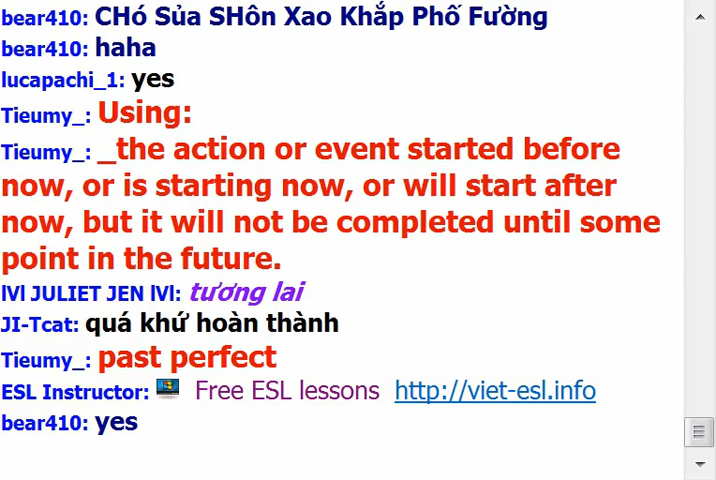 bear410: CHó Sủa SHôn Xao Khắp Phố Fường
bear410: haha
lucapachi_1: yes
Tieumy_: Using:
Tieumy_: _the action or event started before
now, or is starting now, or will start after
now, but it will not be completed until some
point in the future.
lVl JULIET JEN lVl: tương lai
JI-Tcat: quá khứ hoàn thành
Tieumy_: past perfect
ESL Instructor: Free ESL lessons http://viet-esl.info
bear410: yes